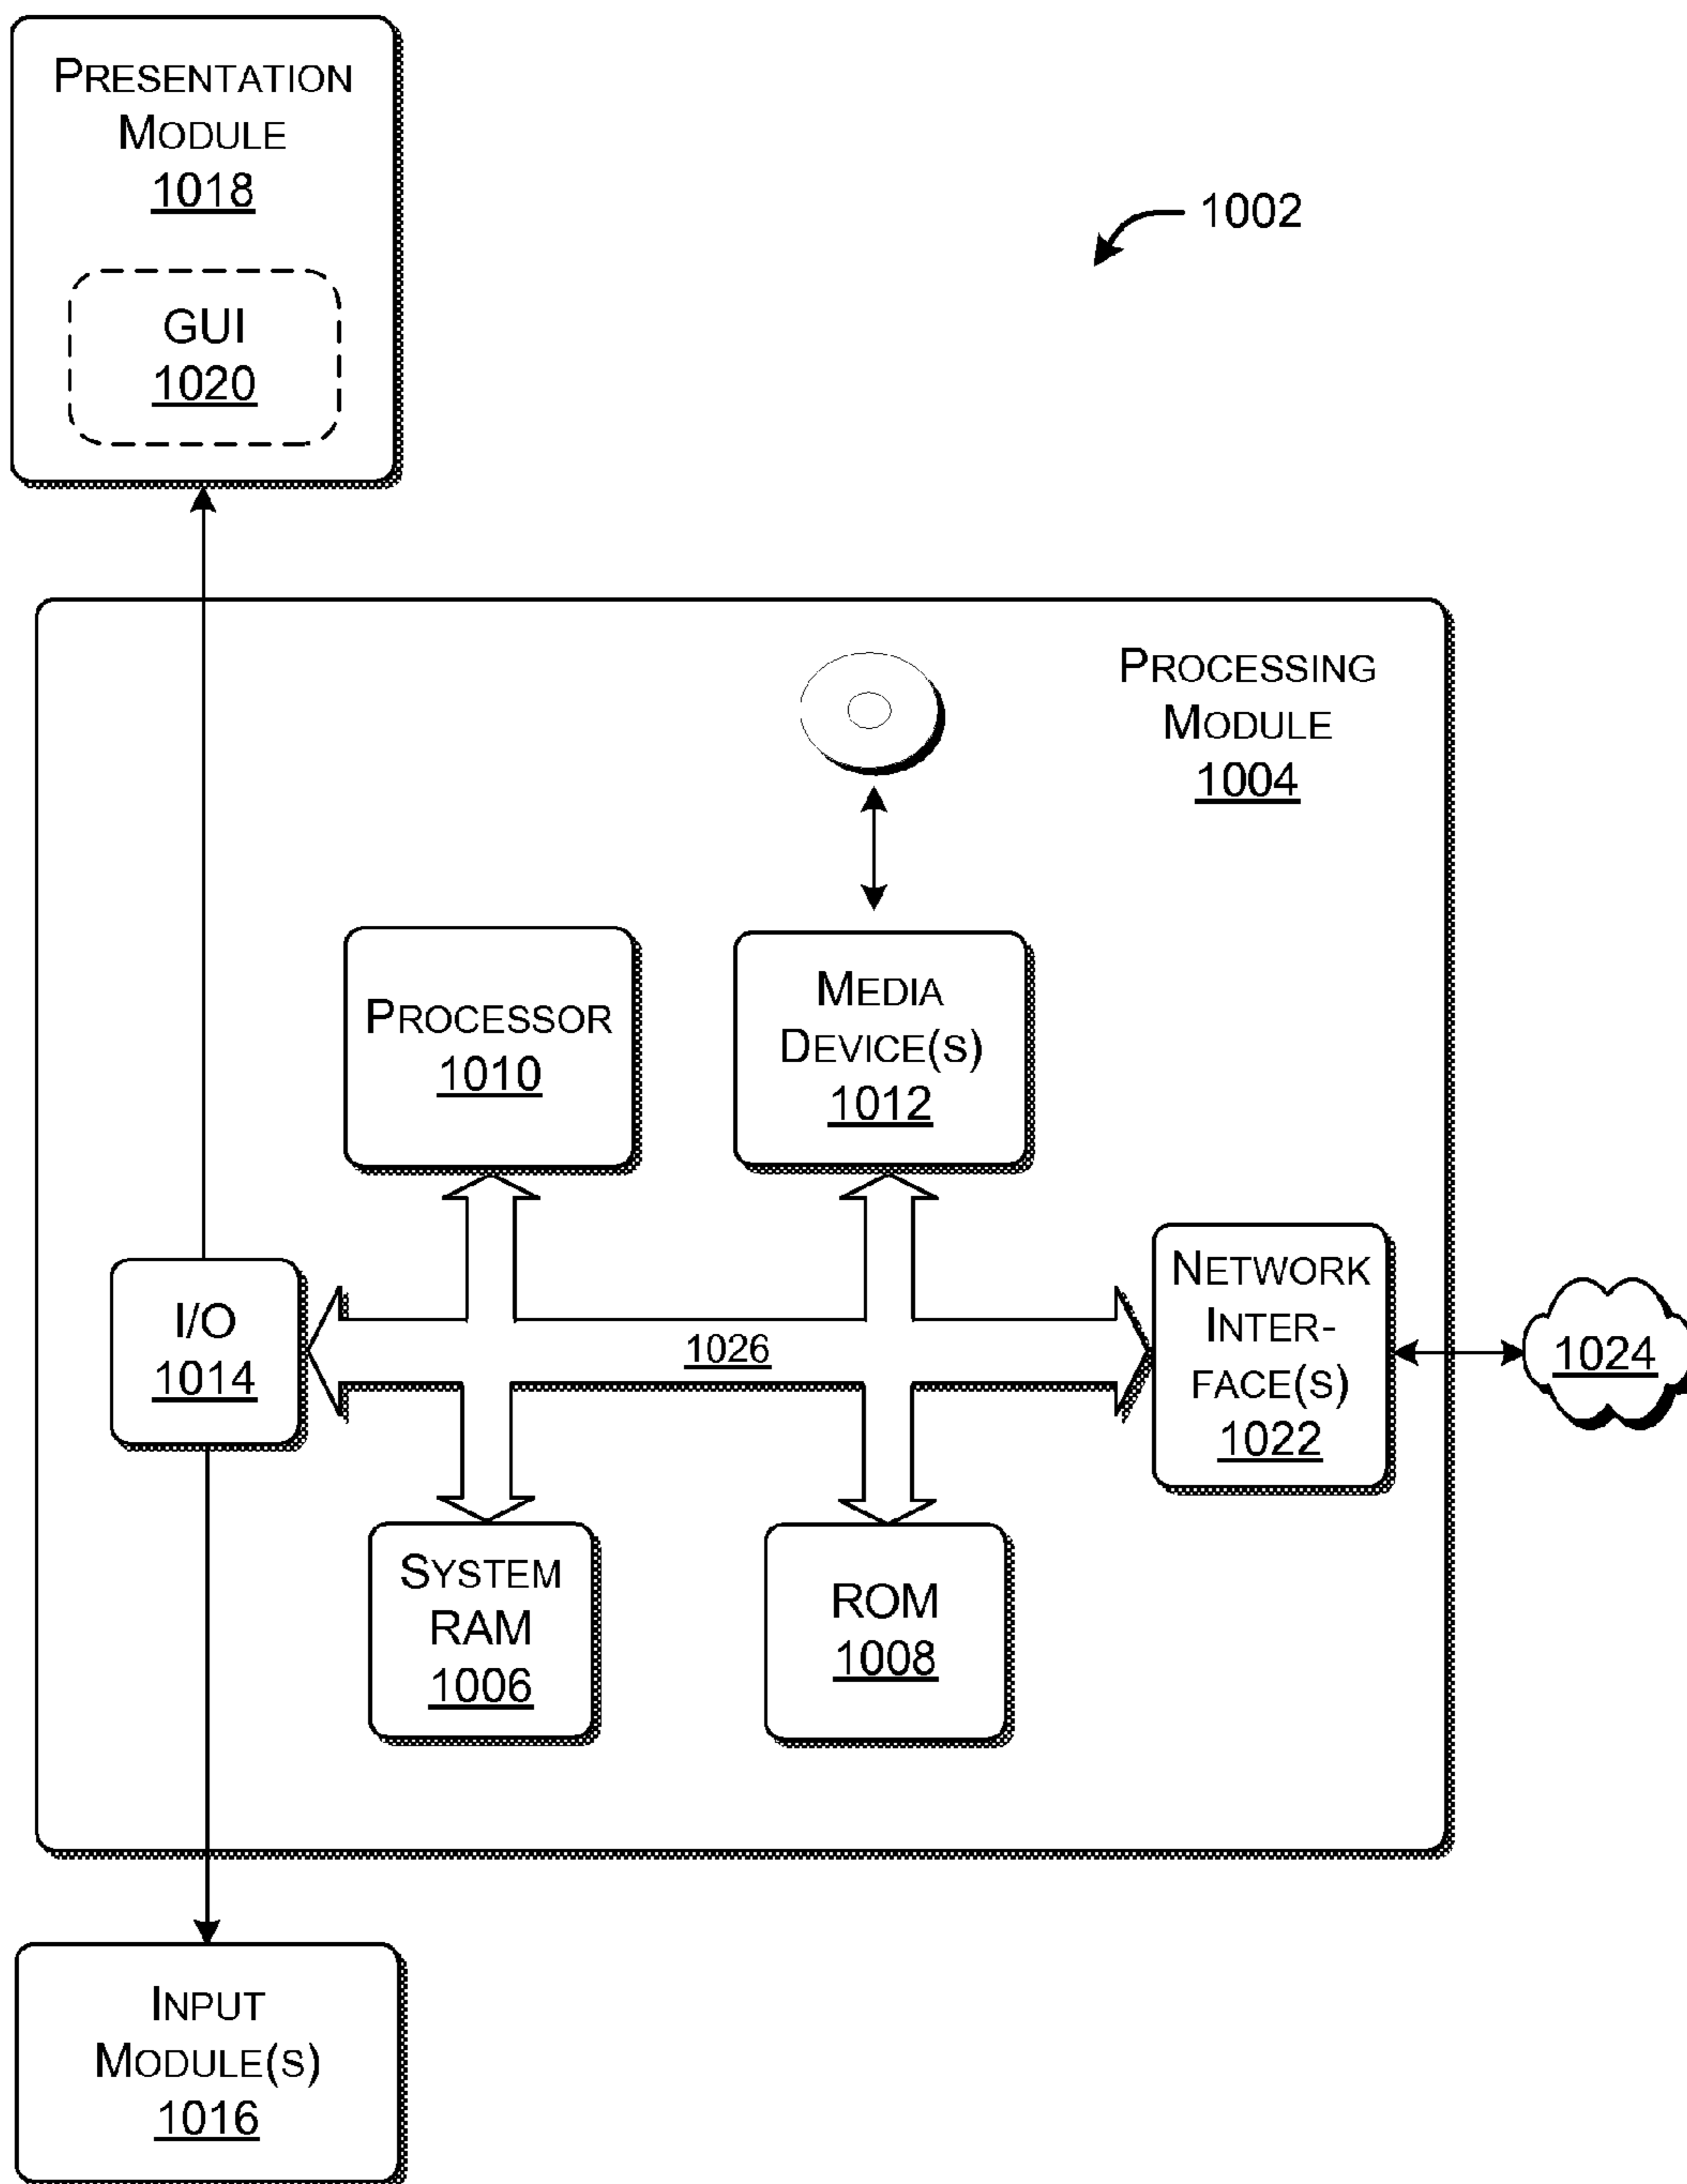 PRESENTATION
MODULE
1018
GUI
1020
1002
PROCESSING
MODULE
1004
PROCESSOR
1010
MEDIA
DEVICE(S)
1012
I/O
1014
1026
NETWORK
INTER-
FACE(S)
1022
1024
SYSTEM
RAM
1006
ROM
1008
INPUT
MODULE(S)
1016